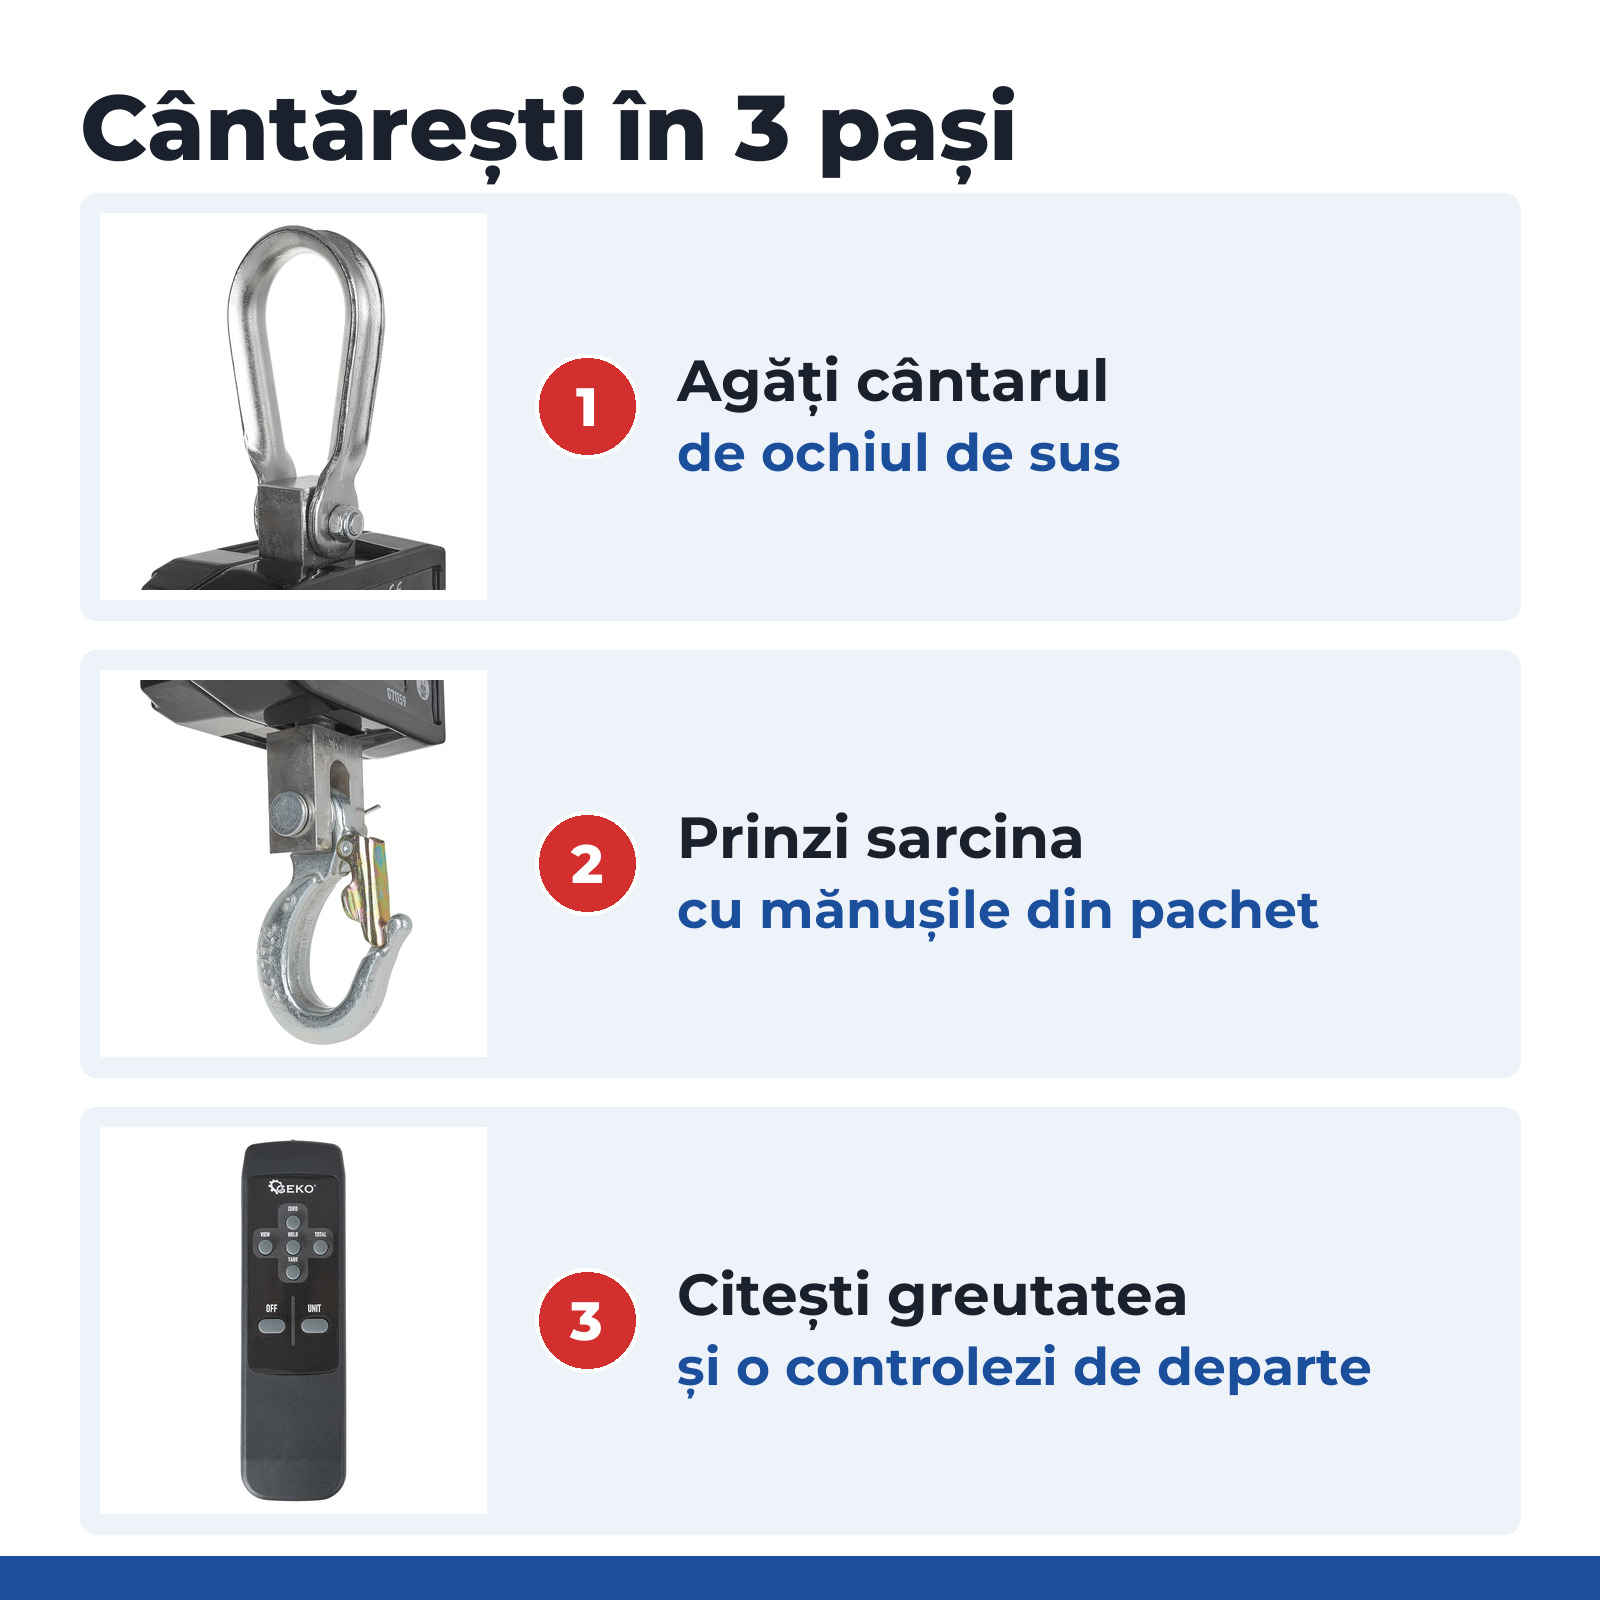 Cântărești în 3 pași
1
Agăți cântarul
de ochiul de sus
G71159
2
Prinzi sarcina
cu mănușile din pachet
GEKO
ZERO
VIEW HOLD TOTAL
TARE
OFF UNIT
3
Citești greutatea
și o controlezi de departe